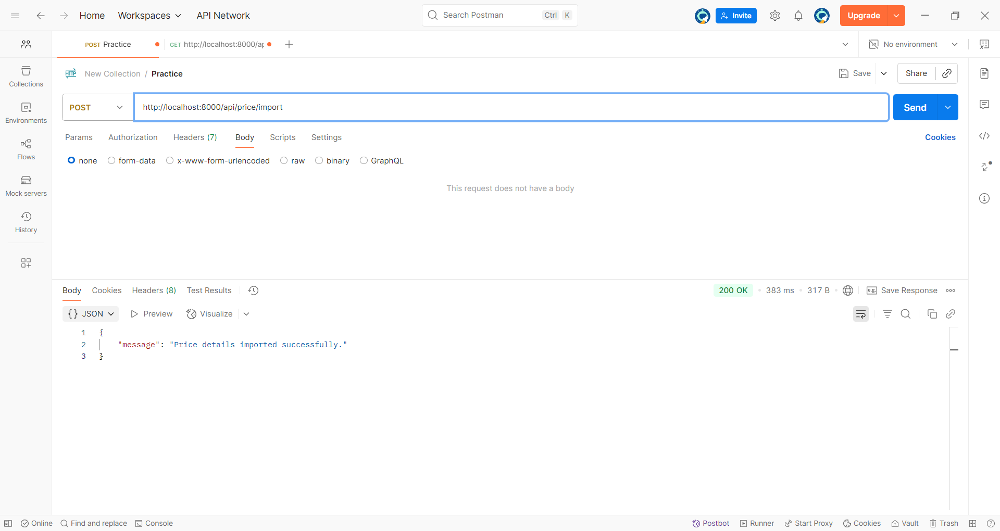 Home Workspaces API Network Search Postman Ctrl K Invite Upgrade
POST Practice GET http://localhost:8000/ap No environment
New Collection / Practice Save Share
POST http://localhost:8000/api/price/import Send
Params Authorization Headers (7) Body Scripts Settings Cookies
none form-data x-www-form-urlencoded raw binary GraphQL
This request does not have a body
Collections
Environments
Flows
Mock servers
History
Body Cookies Headers (8) Test Results 200 OK • 383 ms • 317 B • e.g. Save Response
{} JSON Preview Visualize
1 {
2 "message": "Price details imported successfully."
3 }
Online Find and replace Console Postbot Runner Start Proxy Cookies Vault Trash